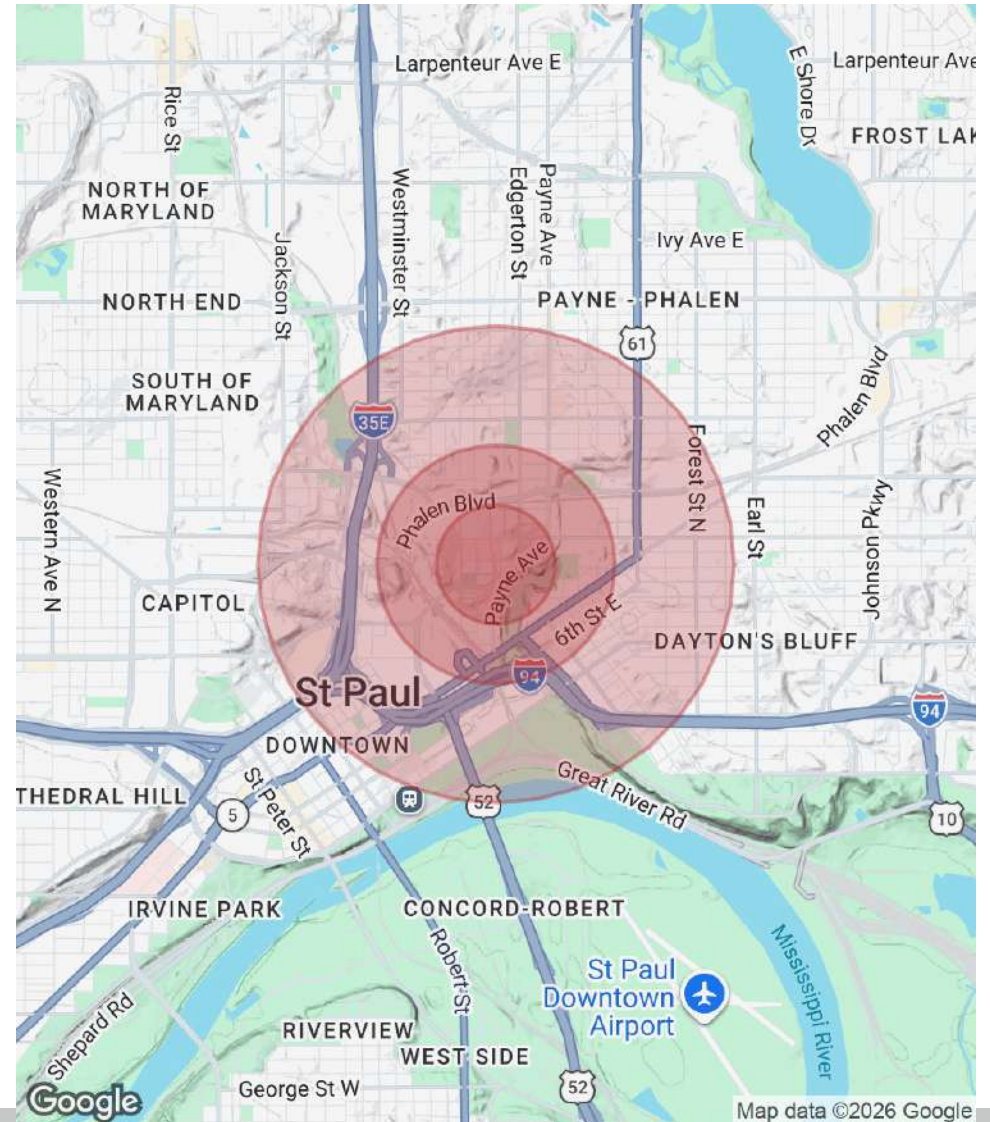 Larpenteur Ave E
E Shore Dr
Larpenteur Ave
Rice St
FROST LAK
NORTH OF
MARYLAND
Westminster St
Edgerton St
Payne Ave
Jackson St
Ivy Ave E
NORTH END
PAYNE - PHALEN
61
SOUTH OF
MARYLAND
Phalen Blvd
35E
Forest St N
Western Ave N
Phalen Blvd
Earl St
Johnson Pkwy
Payne Ave
CAPITOL
6th St E
DAYTON'S BLUFF
94
St Paul
94
DOWNTOWN
THEDRAL HILL
St Peter St
Great River Rd
5
52
10
IRVINE PARK
CONCORD-ROBERT
Robert St
Mississippi River
St Paul
Downtown
Airport
Shepard Rd
RIVERVIEW
WEST SIDE
George St W
52
Google
Map data ©2026 Google